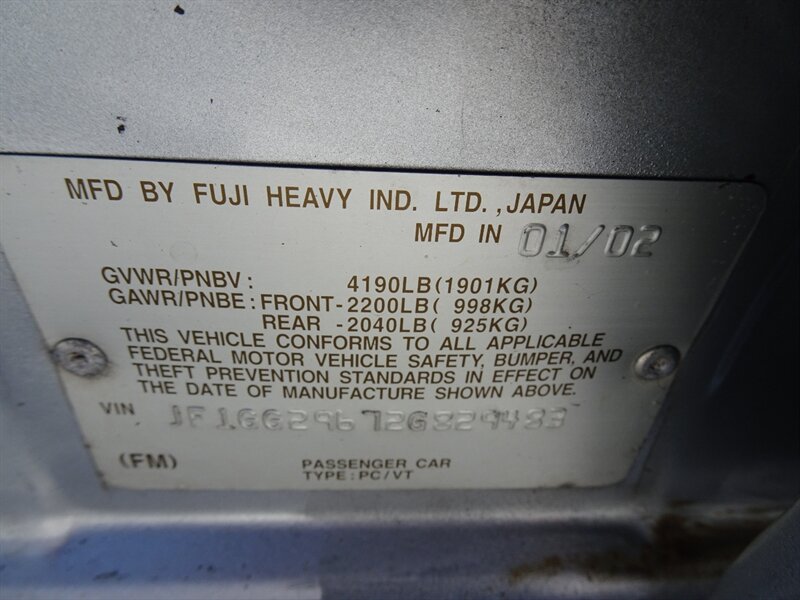 MFD BY FUJI HEAVY IND. LTD., JAPAN
MFD IN 01/02
GVWR/PNBV: 4190LB(1901KG)
GAWR/PNBE: FRONT-2200LB( 998KG)
REAR -2040LB( 925KG)
THIS VEHICLE CONFORMS TO ALL APPLICABLE
FEDERAL MOTOR VEHICLE SAFETY, BUMPER, AND
THEFT PREVENTION STANDARDS IN EFFECT ON
THE DATE OF MANUFACTURE SHOWN ABOVE.
VIN JF1GG29672G829483
(FM) PASSENGER CAR
TYPE: PC/VT